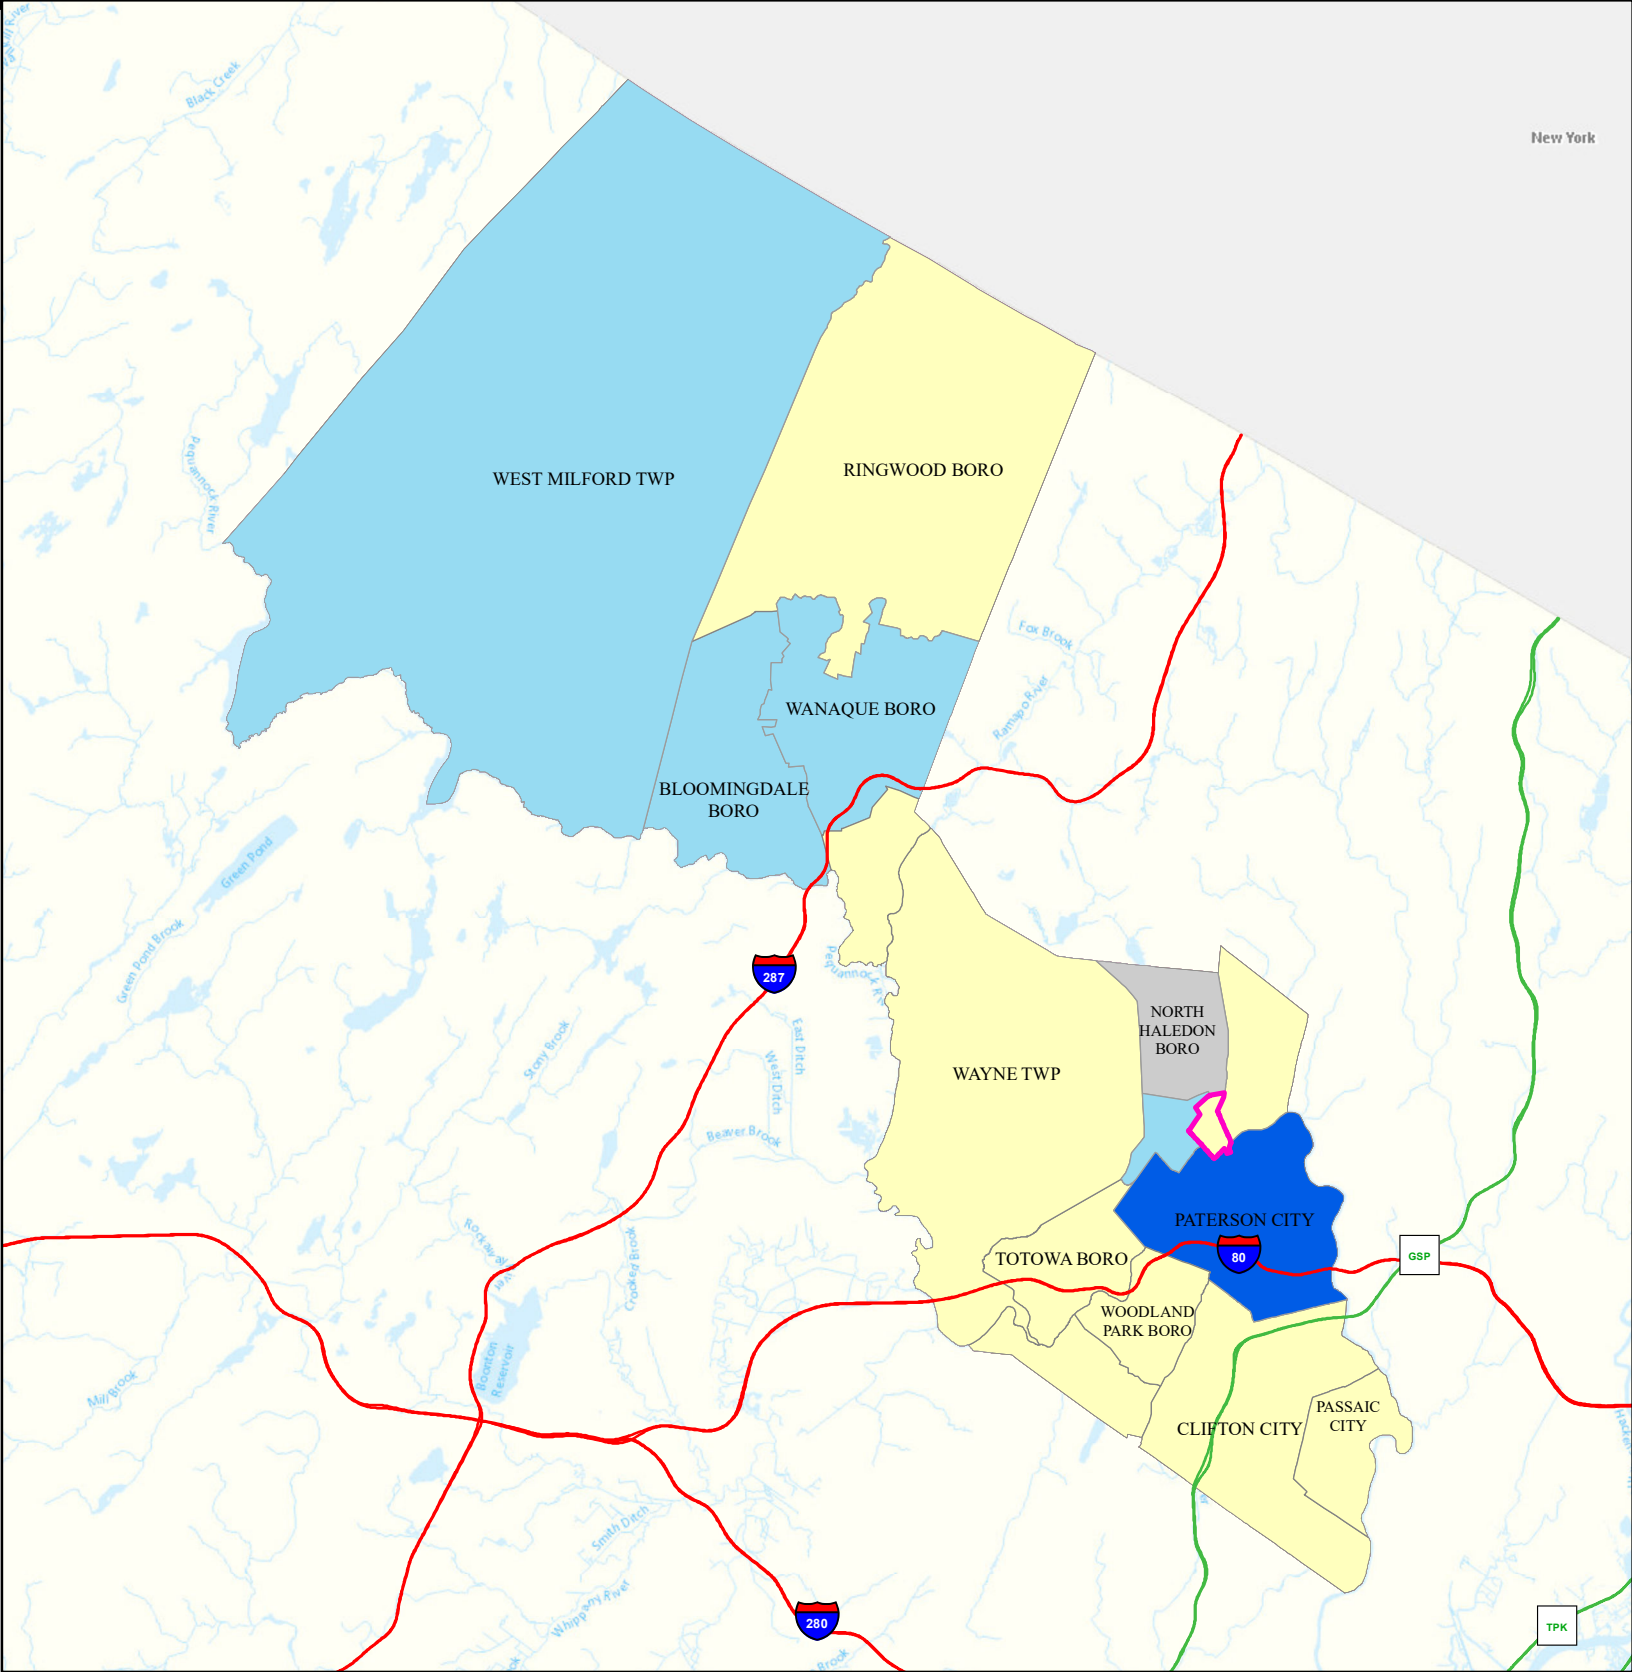 Black Creek
New York
Pequannock River
WEST MILFORD TWP
RINGWOOD BORO
Fox Brook
Ramapo River
WANAQUE BORO
BLOOMINGDALE
BORO
Green Pond
Green Pond Brook
287
Pequannock R
NORTH
HALEDON
BORO
Stony Brook
East Ditch
West Ditch
WAYNE TWP
Beaver Brook
PATERSON CITY
Rockaway
Crooked Brook
TOTOWA BORO
80
GSP
WOODLAND
PARK BORO
Boonton
Reservoir
Mill Brook
CLIFTON CITY
PASSAIC
CITY
Smith Ditch
Whippany River
280
TPK
Brook